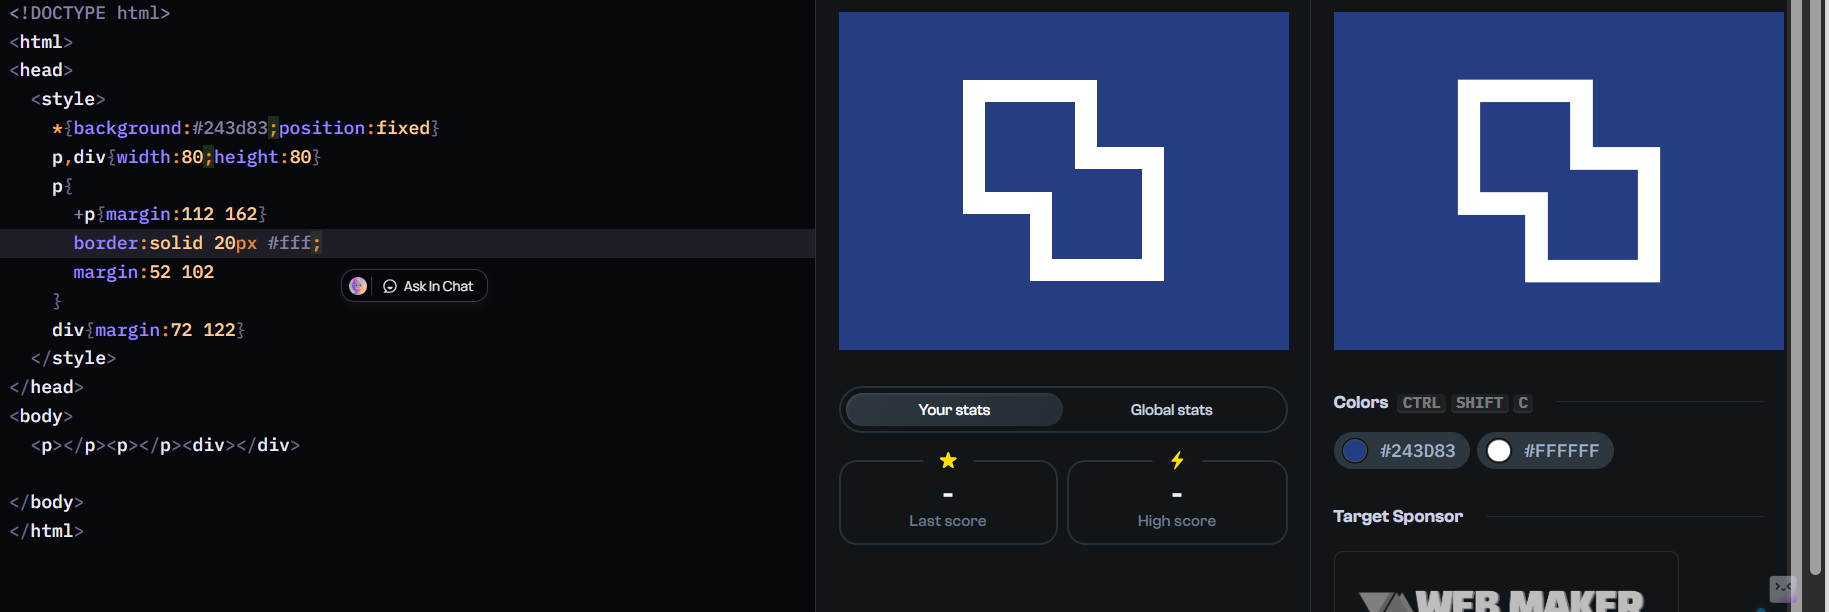 <!DOCTYPE html>
<html>
<head>
<style>
*{background:#243d83;position:fixed}
p,div{width:80;height:80}
p{
+p{margin:112 162}
border:solid 20px #fff;
margin:52 102
}
div{margin:72 122}
</style>
</head>
<body>
<p></p><p></p><div></div>
</body>
</html>
Ask In Chat
Your stats
Global stats
-
Last score
-
High score
Colors CTRL SHIFT C
#243D83 #FFFFFF
Target Sponsor
WEB MAKER